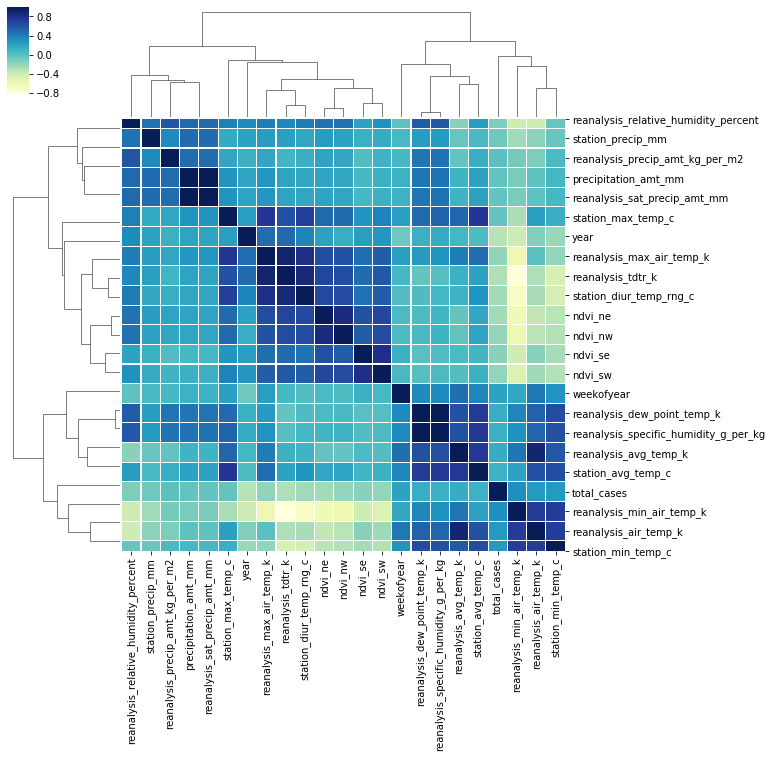 0.8
0.4
0.0
−0.4
−0.8
reanalysis_relative_humidity_percent
station_precip_mm
reanalysis_precip_amt_kg_per_m2
precipitation_amt_mm
reanalysis_sat_precip_amt_mm
station_max_temp_c
year
reanalysis_max_air_temp_k
reanalysis_tdtr_k
station_diur_temp_rng_c
ndvi_ne
ndvi_nw
ndvi_se
ndvi_sw
weekofyear
reanalysis_dew_point_temp_k
reanalysis_specific_humidity_g_per_kg
reanalysis_avg_temp_k
station_avg_temp_c
total_cases
reanalysis_min_air_temp_k
reanalysis_air_temp_k
station_min_temp_c
reanalysis_relative_humidity_percent
station_precip_mm
reanalysis_precip_amt_kg_per_m2
precipitation_amt_mm
reanalysis_sat_precip_amt_mm
station_max_temp_c
year
reanalysis_max_air_temp_k
reanalysis_tdtr_k
station_diur_temp_rng_c
ndvi_ne
ndvi_nw
ndvi_se
ndvi_sw
weekofyear
reanalysis_dew_point_temp_k
reanalysis_specific_humidity_g_per_kg
reanalysis_avg_temp_k
station_avg_temp_c
total_cases
reanalysis_min_air_temp_k
reanalysis_air_temp_k
station_min_temp_c